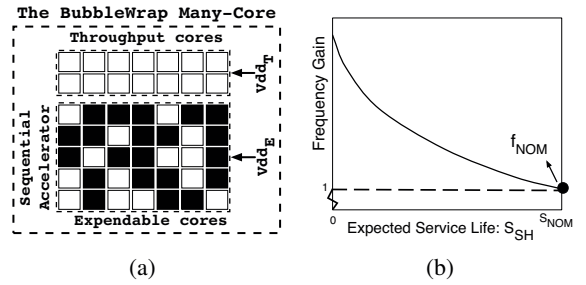 The BubbleWrap Many-Core
Throughput cores
Vdd_T
Sequential
Accelerator
Vdd_E
Expendable cores
(a)
Frequency Gain
f_NOM
1
0
S_NOM
Expected Service Life: S_SH
(b)